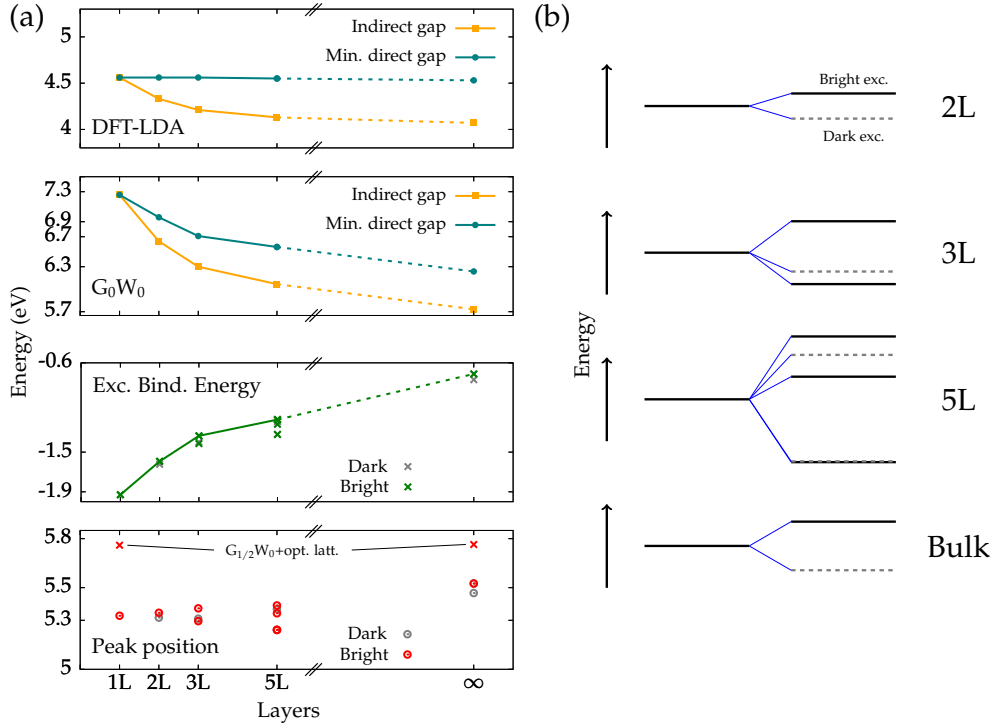 (a)
Energy (eV)
5
4.5
4
Indirect gap
Min. direct gap
DFT-LDA
7.3
6.9
6.7
6.3
5.7
Indirect gap
Min. direct gap
G₀W₀
-0.6
-1.5
-1.9
Exc. Bind. Energy
Dark
Bright
5.8
5.5
5.3
5
G₁/₂W₀+opt. latt.
Dark
Bright
Peak position
1L 2L 3L 5L ∞
Layers
(b)
Energy
Bright exc.
Dark exc.
2L
3L
5L
Bulk